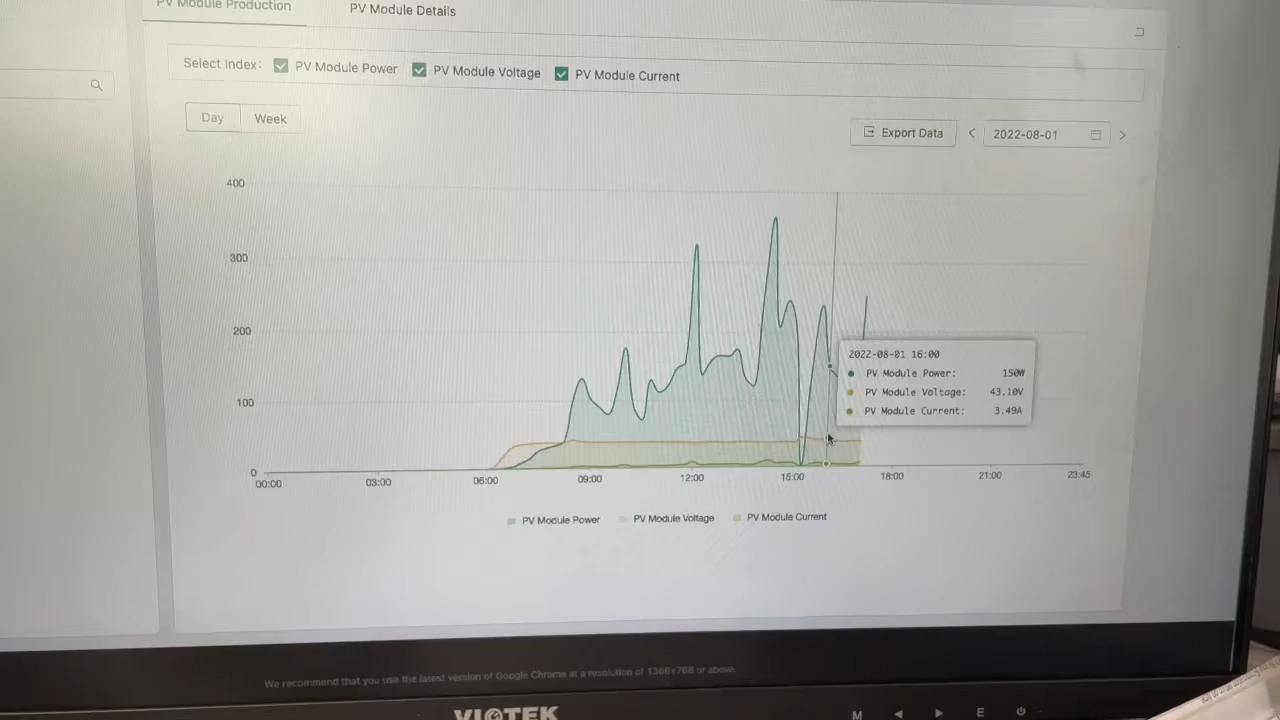 PV Module Production
PV Module Details
Select Index: PV Module Power PV Module Voltage PV Module Current
Day Week
Export Data < 2022-08-01 >
400
300
200
100
0
2022-08-01 16:00
PV Module Power: 150W
PV Module Voltage: 43.10V
PV Module Current: 3.49A
00:00 03:00 06:00 09:00 12:00 15:00 18:00 21:00 23:45
PV Module Power PV Module Voltage PV Module Current
We recommend that you use the latest version of Google Chrome at a resolution of 1366×768 or above.
VIOTEK
M E